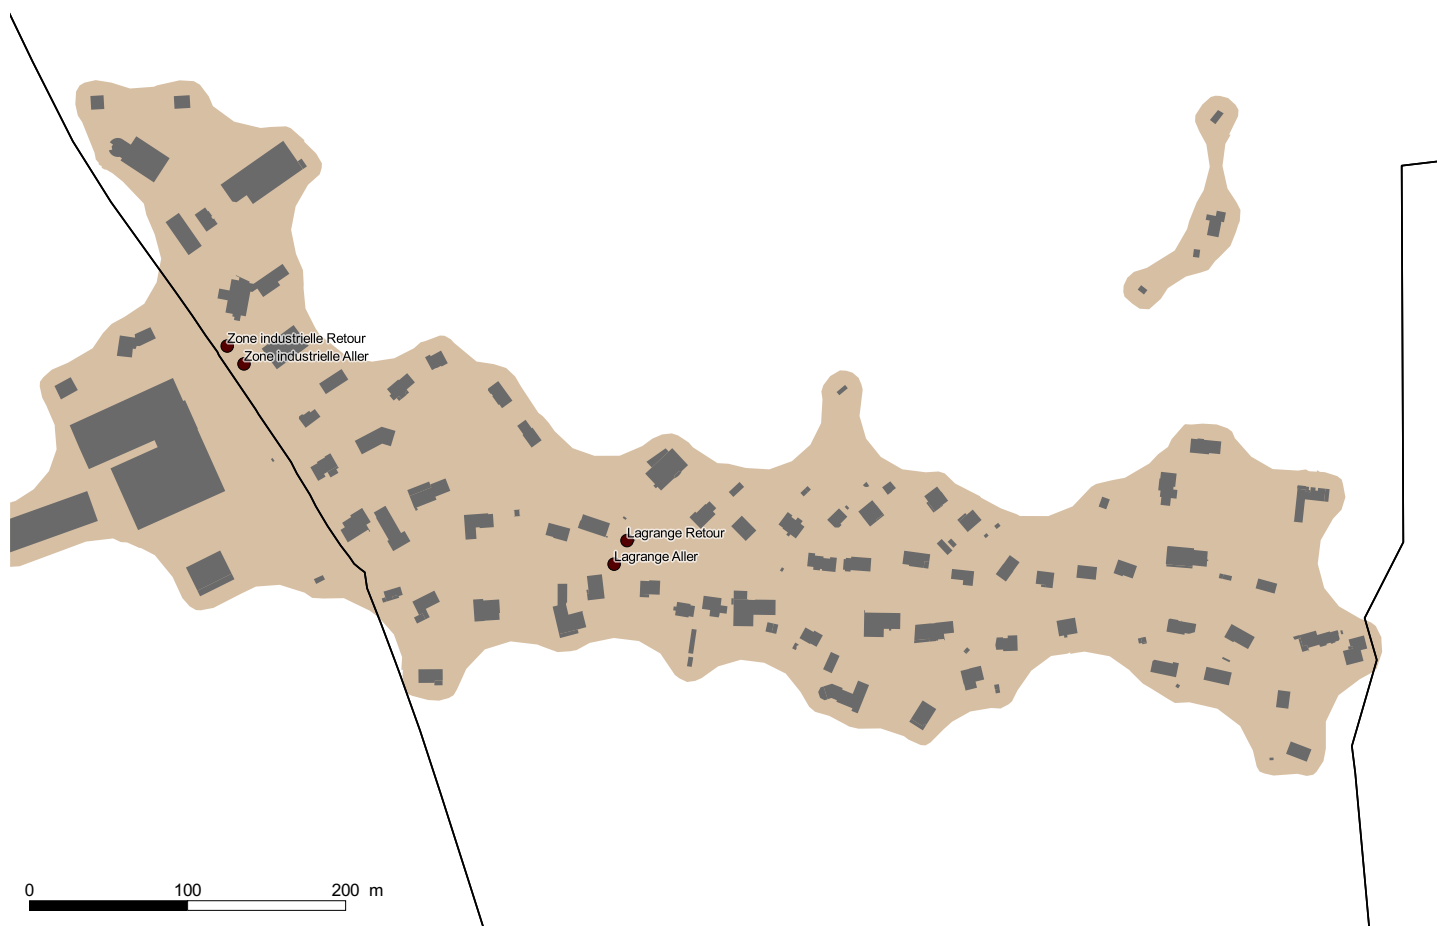 Zone industrielle Retour
Zone industrielle Aller
Lagrange Retour
Lagrange Aller
0 100 200 m